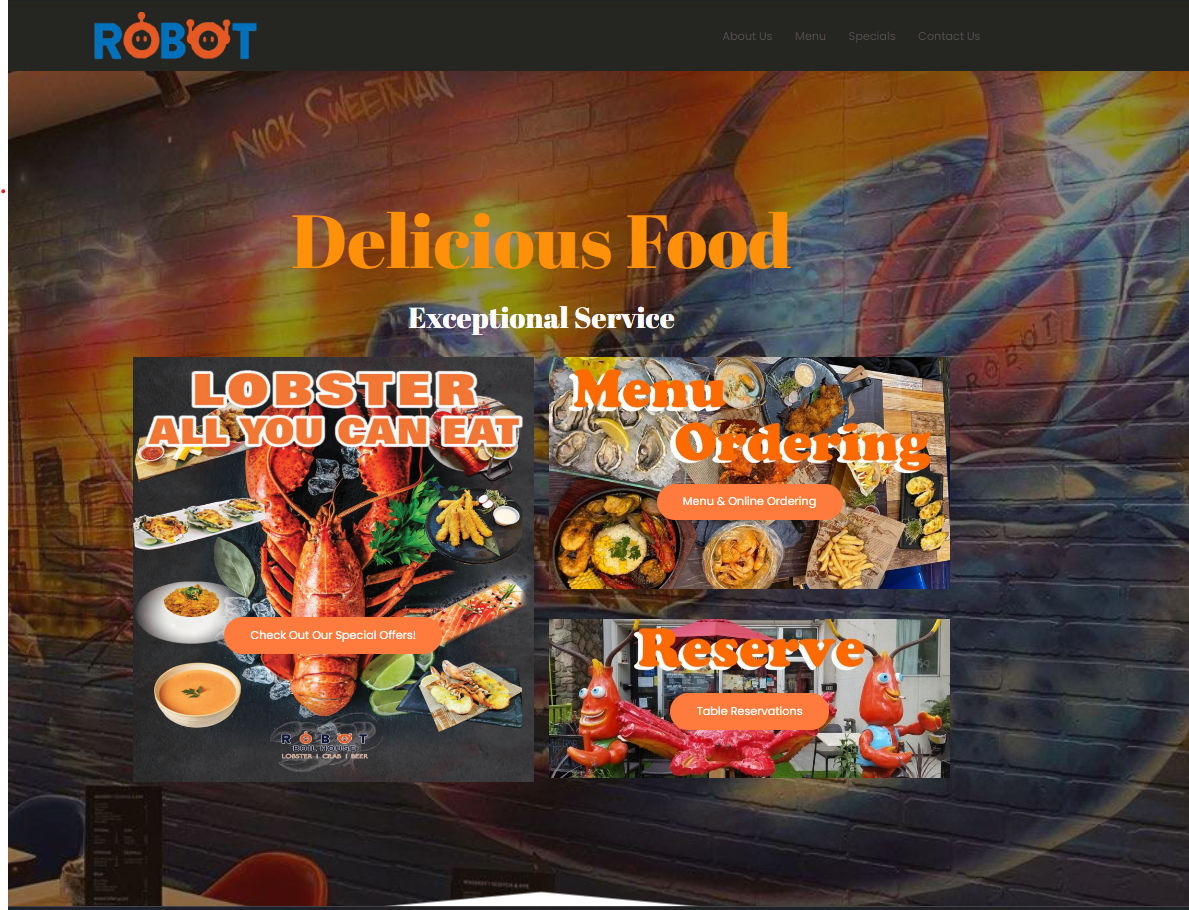 ROBOT
About Us Menu Specials Contact Us
NICK SWEETMAN
Delicious Food
Exceptional Service
ROBOT
LOBSTER
ALL YOU CAN EAT
Check Out Our Special Offers!
ROBOT
BOIL HOUSE
LOBSTER | CRAB | BEER
Menu
Ordering
Menu & Online Ordering
Reserve
Table Reservations